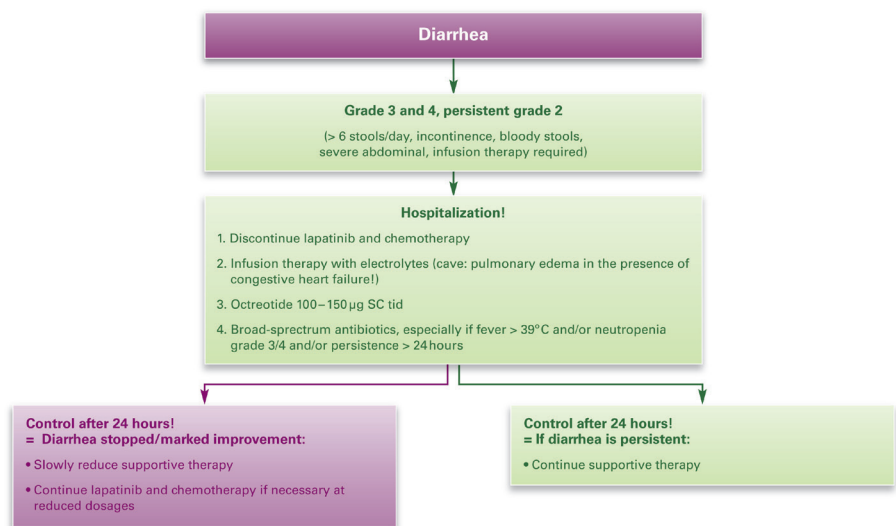 Diarrhea
Grade 3 and 4, persistent grade 2
(> 6 stools/day, incontinence, bloody stools,
severe abdominal, infusion therapy required)
Hospitalization!
1. Discontinue lapatinib and chemotherapy
2. Infusion therapy with electrolytes (cave: pulmonary edema in the presence of
congestive heart failure!)
3. Octreotide 100–150 µg SC tid
4. Broad-sprectrum antibiotics, especially if fever > 39°C and/or neutropenia
grade 3/4 and/or persistence > 24 hours
Control after 24 hours!
= Diarrhea stopped/marked improvement:
• Slowly reduce supportive therapy
• Continue lapatinib and chemotherapy if necessary at
reduced dosages
Control after 24 hours!
= If diarrhea is persistent:
• Continue supportive therapy